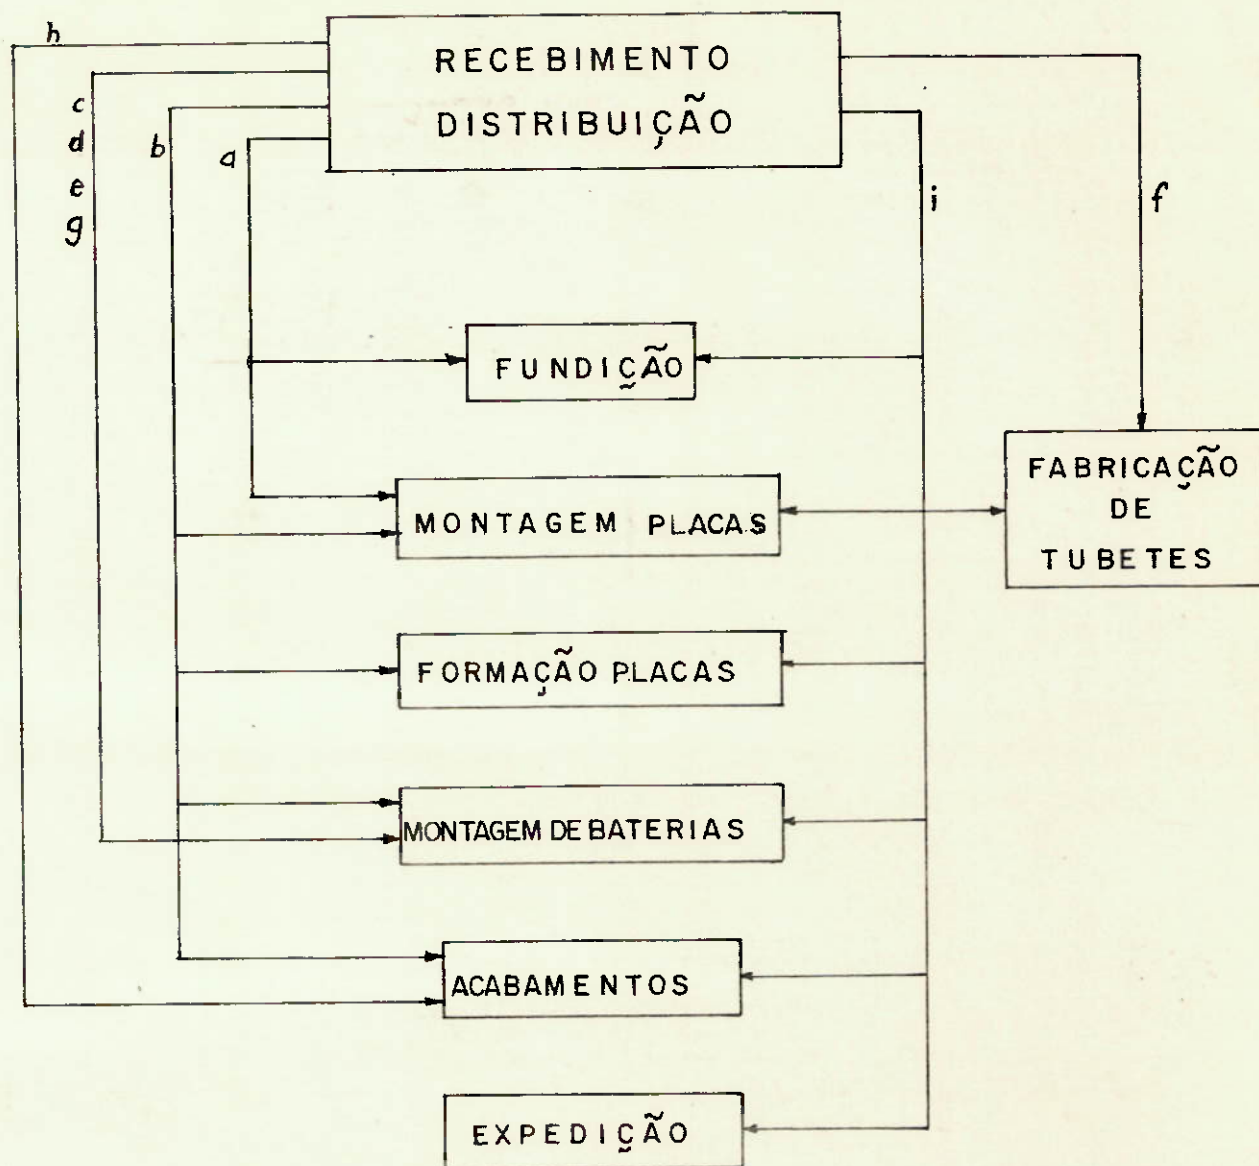 h
RECEBIMENTO
DISTRIBUIÇÃO
c
d
e
g
b
a
i
f
FUNDIÇÃO
FABRICAÇÃO
DE
TUBETES
MONTAGEM PLACAS
FORMAÇÃO PLACAS
MONTAGEM DE BATERIAS
ACABAMENTOS
EXPEDIÇÃO